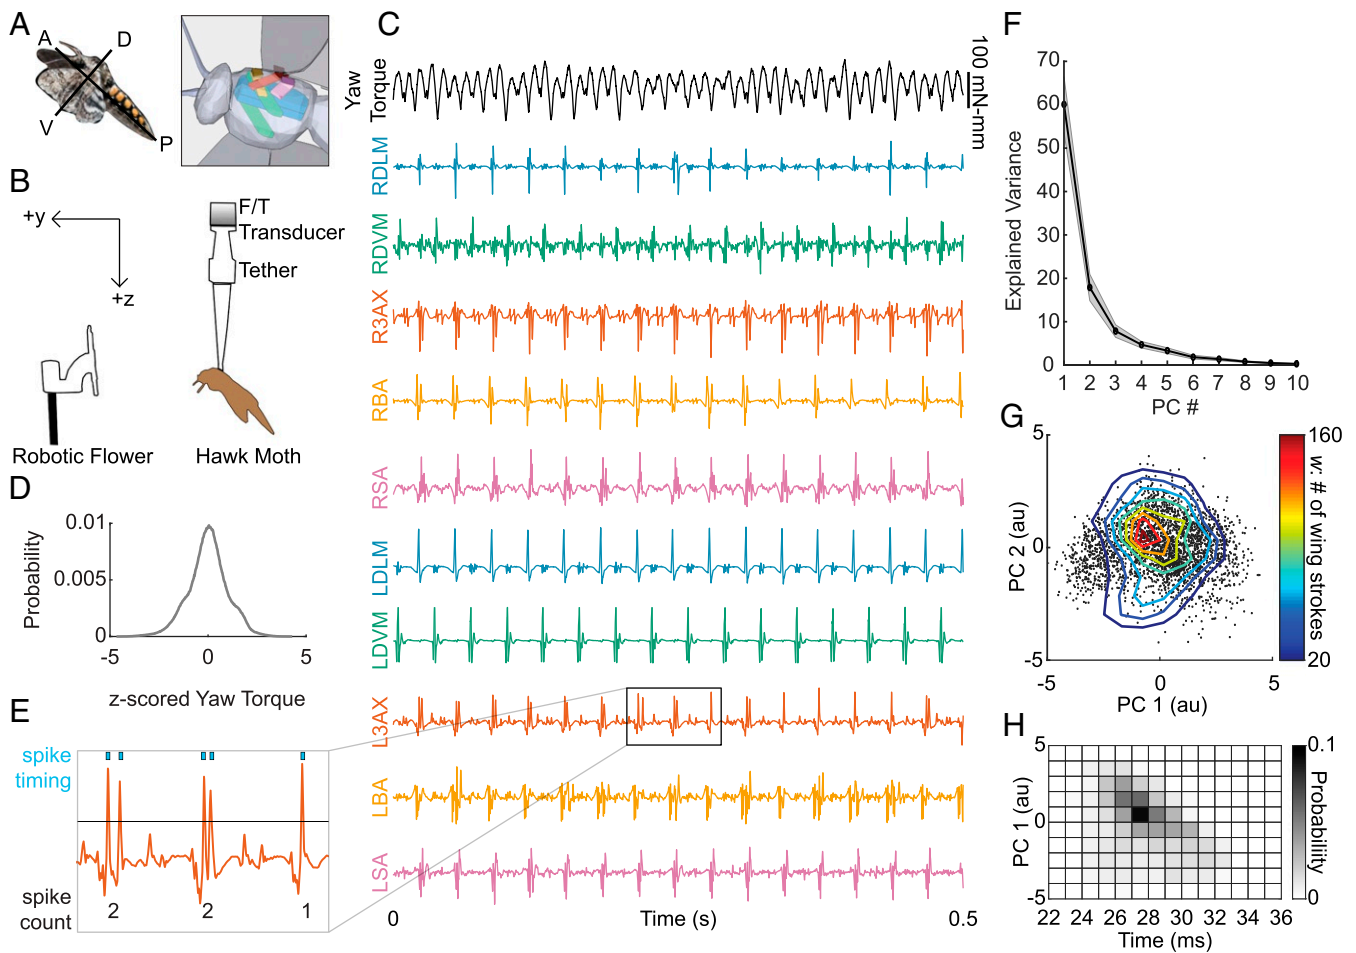 A
A
D
V
P
B
+y
+z
F/T
Transducer
Tether
Robotic Flower
Hawk Moth
C
Yaw
Torque
100 mN-mm
RDLM
RDVM
R3AX
RBA
RSA
LDLM
LDVM
L3AX
LBA
LSA
0
Time (s)
0.5
D
Probability
0.01
0.005
0
-5
0
5
z-scored Yaw Torque
E
spike
timing
spike
count
2
2
1
F
Explained Variance
70
60
50
40
30
20
10
0
1 2 3 4 5 6 7 8 9 10
PC #
G
PC 2 (au)
5
0
-5
-5
0
5
PC 1 (au)
160
w: # of wing strokes
20
H
PC 1 (au)
5
0
-5
22 24 26 28 30 32 34 36
Time (ms)
0.1
Probability
0